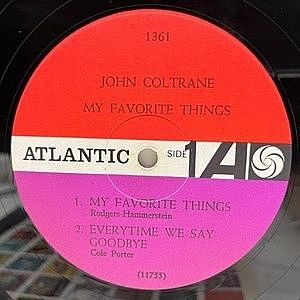 1361
JOHN COLTRANE
MY FAVORITE THINGS
ATLANTIC SIDE 1 A
1. MY FAVORITE THINGS
Rodgers-Hammerstein
2. EVERYTIME WE SAY
GOODBYE
Cole Porter
(11755)